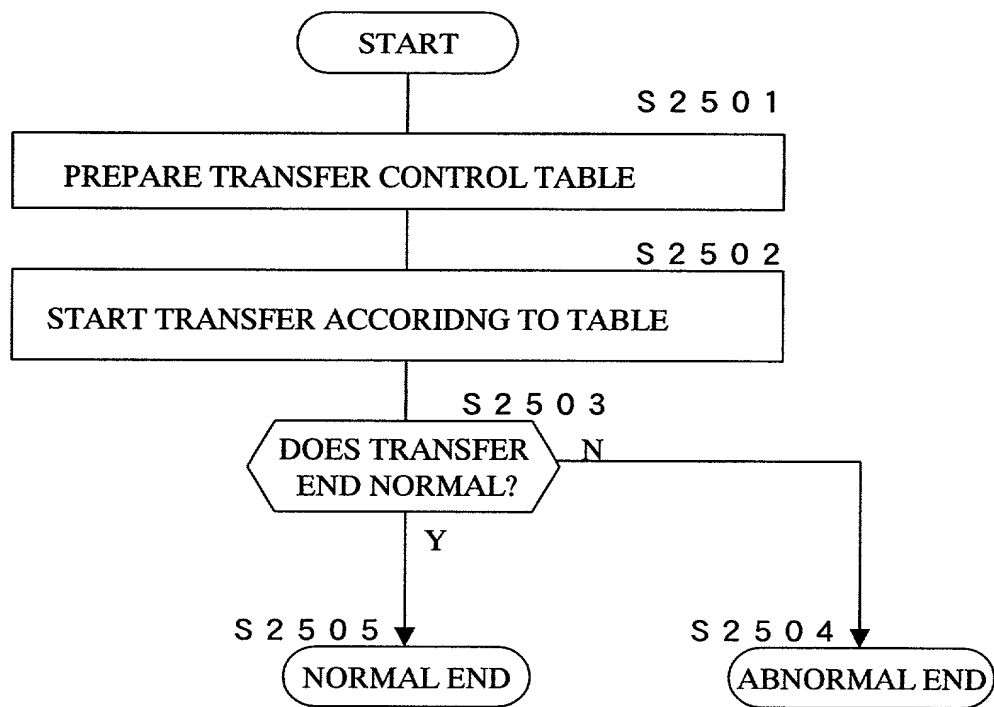 START
S2501
PREPARE TRANSFER CONTROL TABLE
S2502
START TRANSFER ACCORIDNG TO TABLE
S2503
DOES TRANSFER
END NORMAL?
N
Y
S2505
NORMAL END
S2504
ABNORMAL END